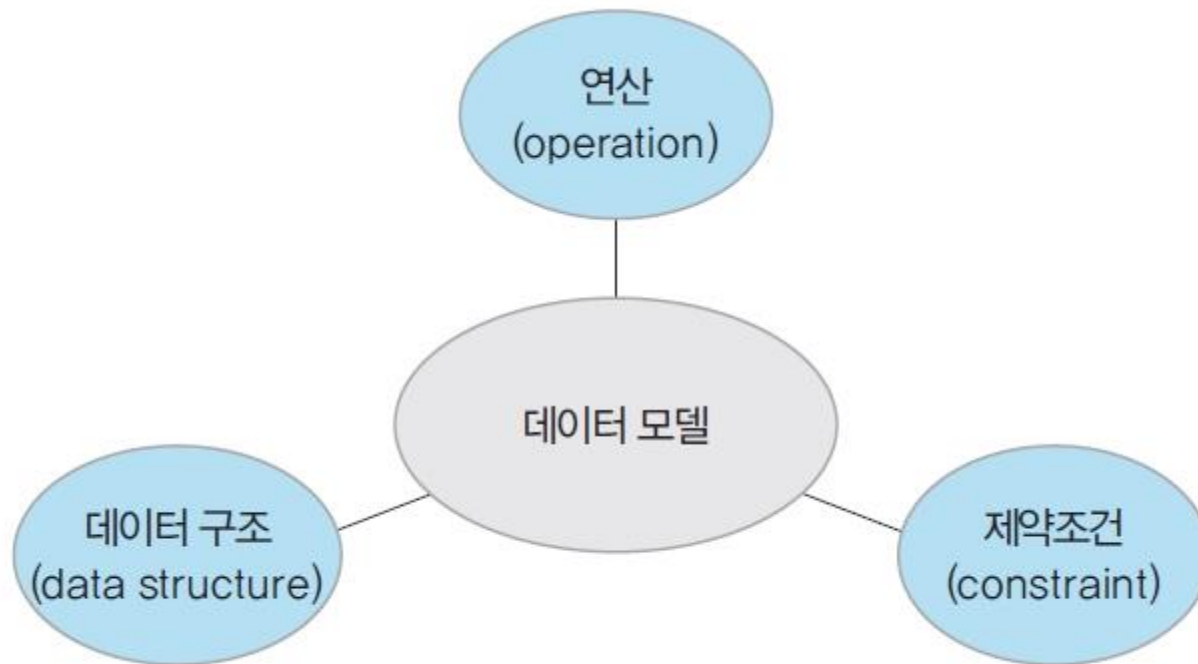 연산
(operation)
데이터 모델
데이터 구조
(data structure)
제약조건
(constraint)